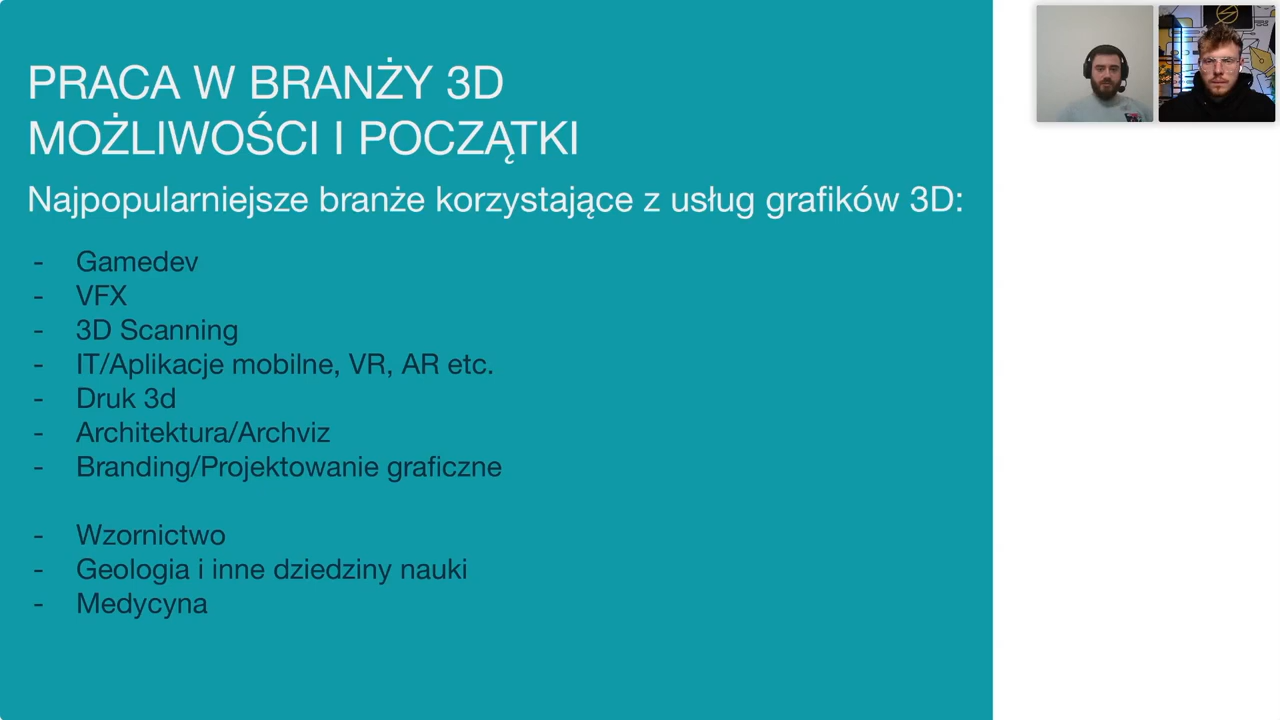 PRACA W BRANŻY 3D
MOŻLIWOŚCI I POCZĄTKI
Najpopularniejsze branże korzystające z usług grafików 3D:
- Gamedev
- VFX
- 3D Scanning
- IT/Aplikacje mobilne, VR, AR etc.
- Druk 3d
- Architektura/Archviz
- Branding/Projektowanie graficzne
- Wzornictwo
- Geologia i inne dziedziny nauki
- Medycyna